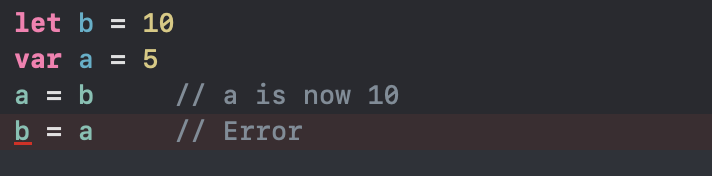 let b = 10
var a = 5
a = b     // a is now 10
b = a     // Error